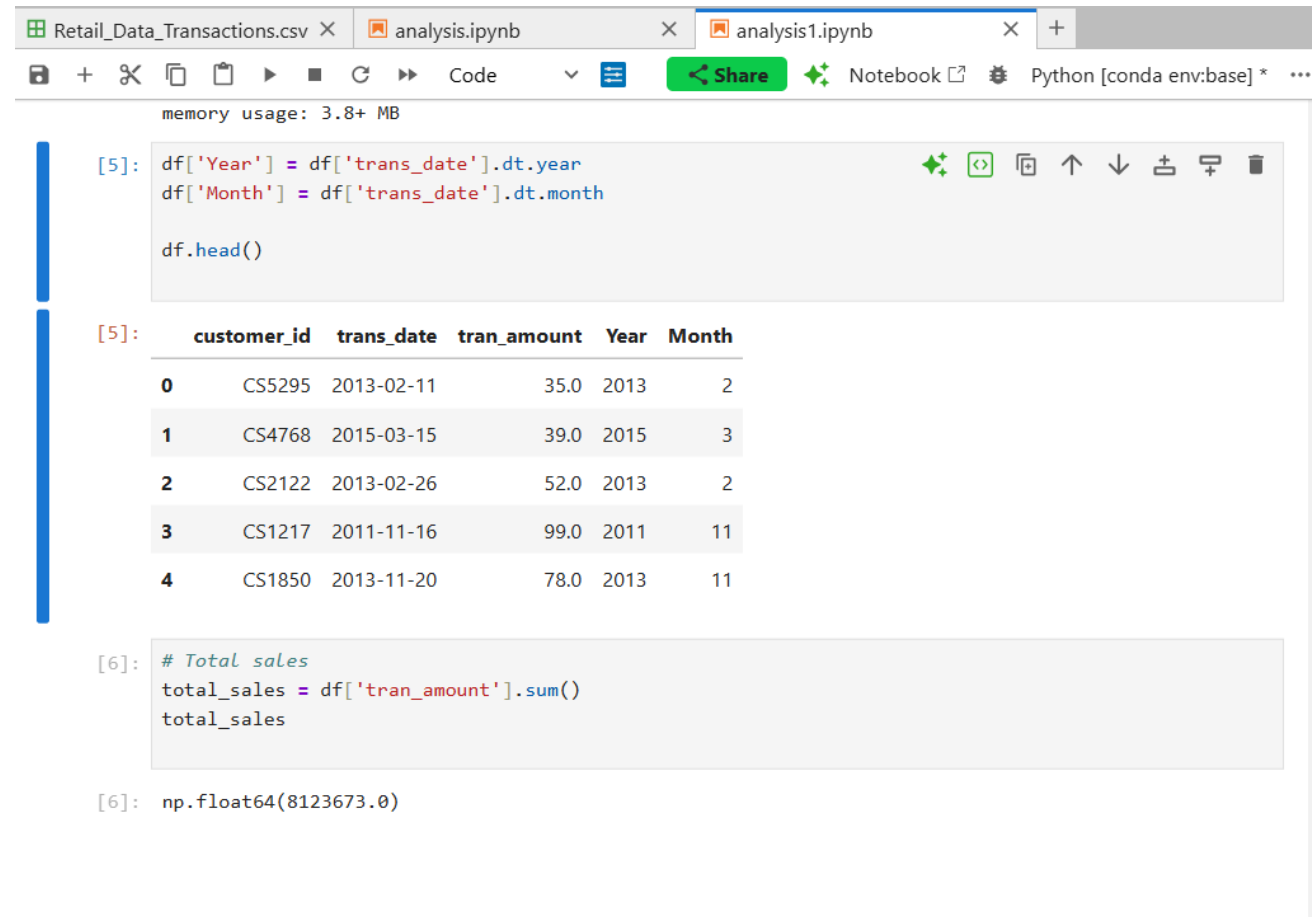 Retail_Data_Transactions.csv analysis.ipynb analysis1.ipynb
Code Share Notebook Python [conda env:base] * ...
memory usage: 3.8+ MB
[5]: df['Year'] = df['trans_date'].dt.year
df['Month'] = df['trans_date'].dt.month
df.head()
[5]: customer_id trans_date tran_amount Year Month
0 CS5295 2013-02-11 35.0 2013 2
1 CS4768 2015-03-15 39.0 2015 3
2 CS2122 2013-02-26 52.0 2013 2
3 CS1217 2011-11-16 99.0 2011 11
4 CS1850 2013-11-20 78.0 2013 11
[6]: # Total sales
total_sales = df['tran_amount'].sum()
total_sales
[6]: np.float64(8123673.0)